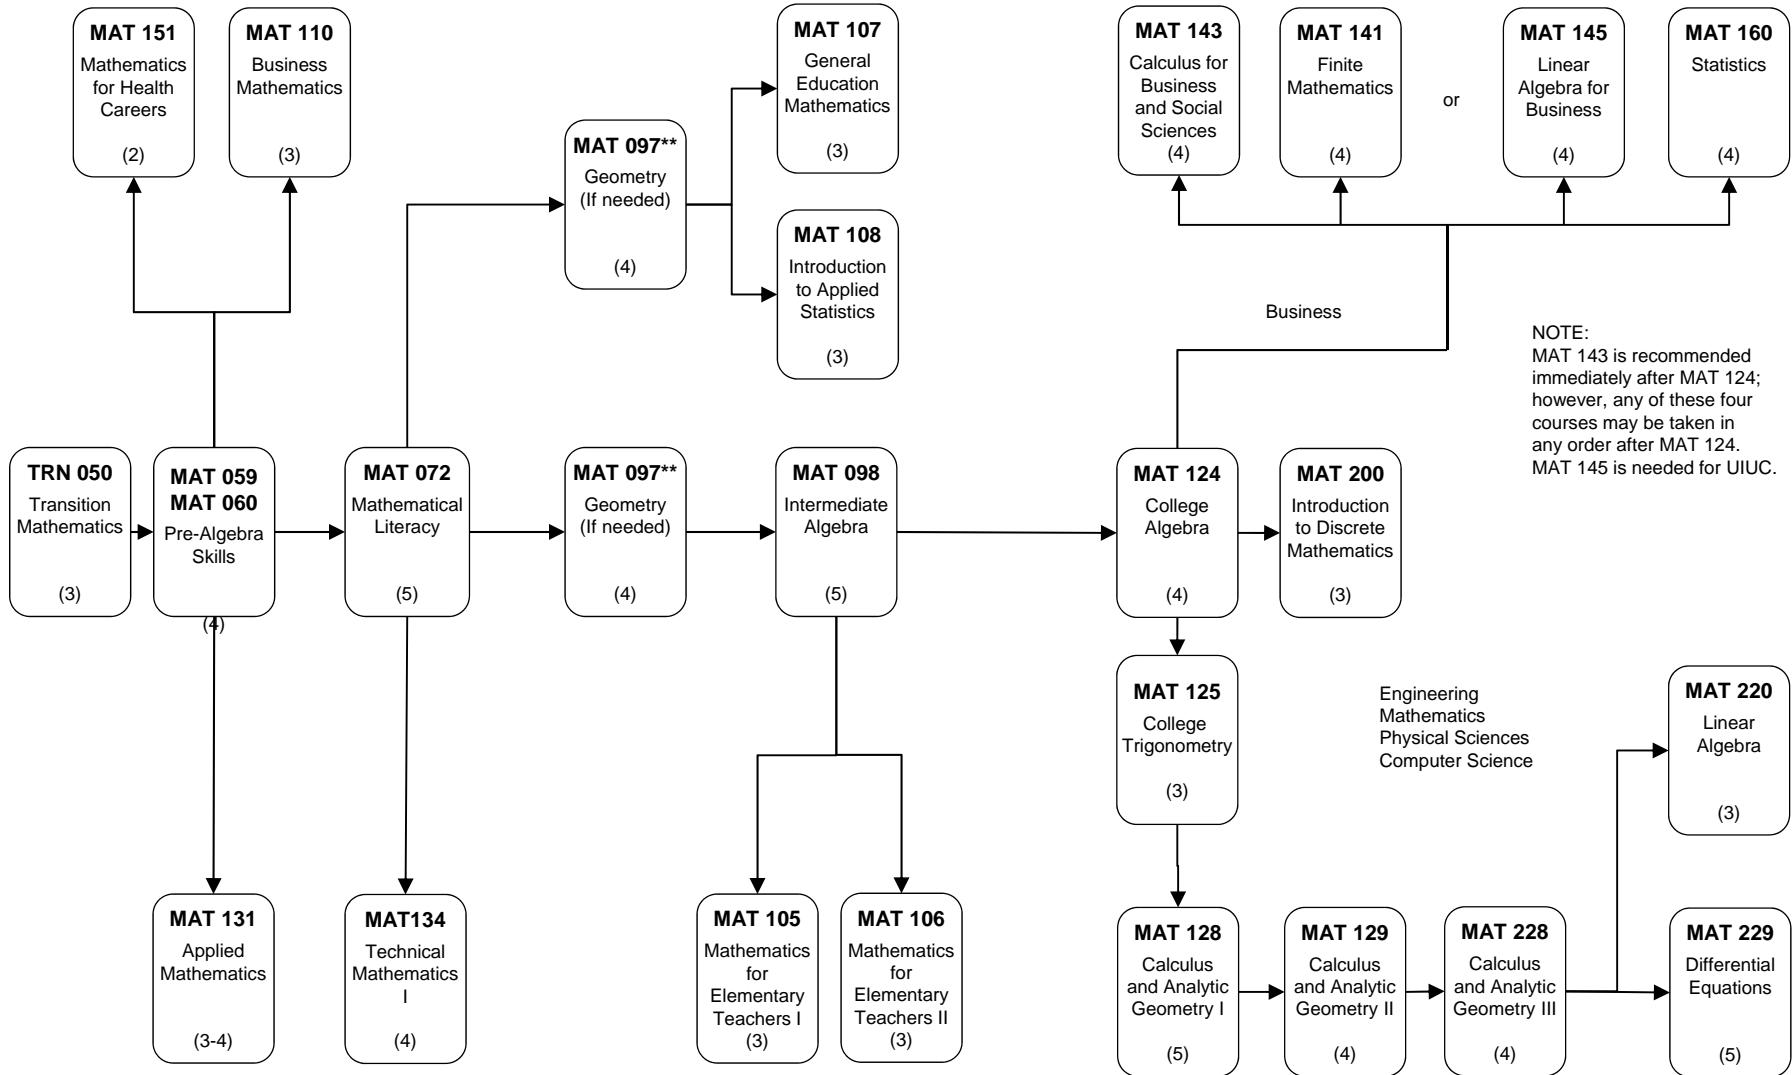 MAT 151
Mathematics
for Health
Careers
(2)
MAT 110
Business
Mathematics
(3)
MAT 107
General
Education
Mathematics
(3)
MAT 143
Calculus for
Business
and Social
Sciences
(4)
MAT 141
Finite
Mathematics
(4)
or
MAT 145
Linear
Algebra for
Business
(4)
MAT 160
Statistics
(4)
MAT 097**
Geometry
(If needed)
(4)
MAT 108
Introduction
to Applied
Statistics
(3)
Business
NOTE:
MAT 143 is recommended
immediately after MAT 124;
however, any of these four
courses may be taken in
any order after MAT 124.
MAT 145 is needed for UIUC.
TRN 050
Transition
Mathematics
(3)
MAT 059
MAT 060
Pre-Algebra
Skills
(4)
MAT 072
Mathematical
Literacy
(5)
MAT 097**
Geometry
(If needed)
(4)
MAT 098
Intermediate
Algebra
(5)
MAT 124
College
Algebra
(4)
MAT 200
Introduction
to Discrete
Mathematics
(3)
MAT 125
College
Trigonometry
(3)
Engineering
Mathematics
Physical Sciences
Computer Science
MAT 220
Linear
Algebra
(3)
MAT 131
Applied
Mathematics
(3-4)
MAT134
Technical
Mathematics
I
(4)
MAT 105
Mathematics
for
Elementary
Teachers I
(3)
MAT 106
Mathematics
for
Elementary
Teachers II
(3)
MAT 128
Calculus
and Analytic
Geometry I
(5)
MAT 129
Calculus
and Analytic
Geometry II
(4)
MAT 228
Calculus
and Analytic
Geometry III
(4)
MAT 229
Differential
Equations
(5)